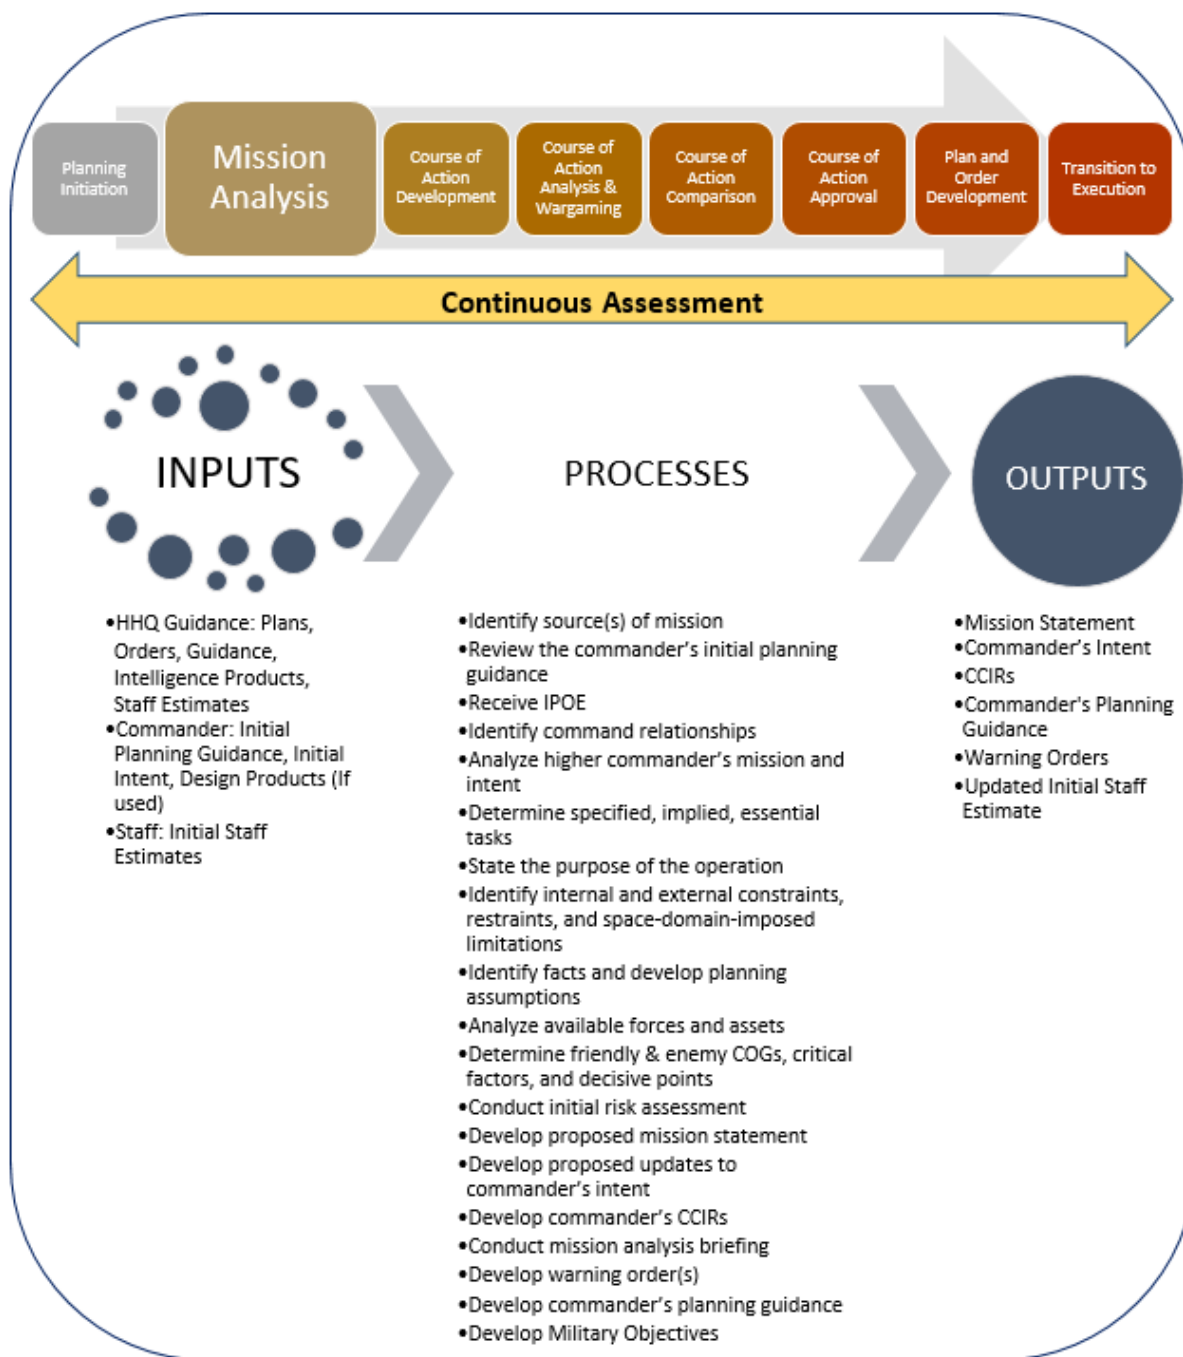 Planning
Initiation
Mission
Analysis
Course of
Action
Development
Course of
Action
Analysis &
Wargaming
Course of
Action
Comparison
Course of
Action
Approval
Plan and
Order
Development
Transition to
Execution
Continuous Assessment
INPUTS
•HHQ Guidance: Plans,
Orders, Guidance,
Intelligence Products,
Staff Estimates
•Commander: Initial
Planning Guidance, Initial
Intent, Design Products (If
used)
•Staff: Initial Staff
Estimates
PROCESSES
•Identify source(s) of mission
•Review the commander’s initial planning
guidance
•Receive IPOE
•Identify command relationships
•Analyze higher commander’s mission and
intent
•Determine specified, implied, essential
tasks
•State the purpose of the operation
•Identify internal and external constraints,
restraints, and space-domain-imposed
limitations
•Identify facts and develop planning
assumptions
•Analyze available forces and assets
•Determine friendly & enemy COGs, critical
factors, and decisive points
•Conduct initial risk assessment
•Develop proposed mission statement
•Develop proposed updates to
commander’s intent
•Develop commander’s CCIRs
•Conduct mission analysis briefing
•Develop warning order(s)
•Develop commander’s planning guidance
•Develop Military Objectives
OUTPUTS
•Mission Statement
•Commander’s Intent
•CCIRs
•Commander's Planning
Guidance
•Warning Orders
•Updated Initial Staff
Estimate